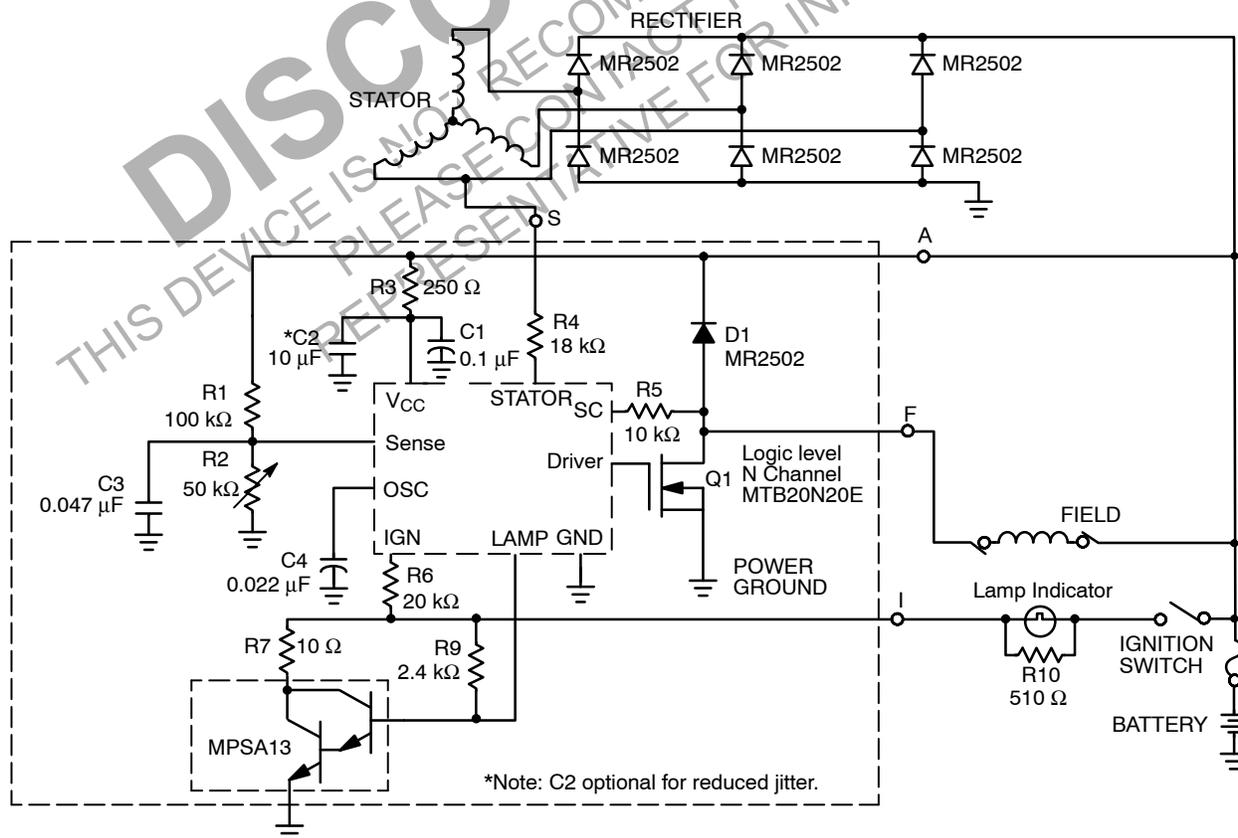 DISCO
THIS DEVICE IS NOT RECOM
PLEASE CONTACT
REPRESENTATIVE FOR IN
RECTIFIER
MR2502
MR2502
MR2502
STATOR
MR2502
MR2502
MR2502
S
A
R3
250 Ω
*C2
10 μF
C1
0.1 μF
R4
18 kΩ
D1
MR2502
R1
100 kΩ
VCC
STATOR
SC
R5
10 kΩ
F
Sense
R2
50 kΩ
Driver
Q1
Logic level
N Channel
MTB20N20E
C3
0.047 μF
OSC
IGN
LAMP
GND
FIELD
C4
0.022 μF
R6
20 kΩ
POWER
GROUND
Lamp Indicator
I
R7
10 Ω
R9
2.4 kΩ
IGNITION
SWITCH
R10
510 Ω
BATTERY
MPSA13
*Note: C2 optional for reduced jitter.